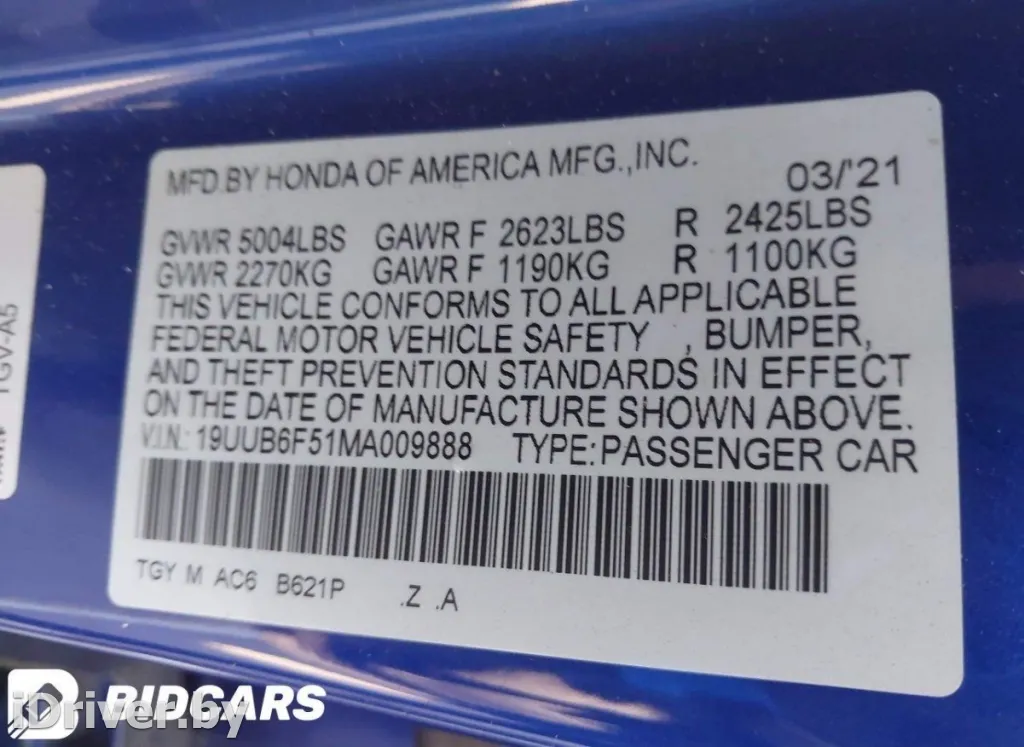 MFD.BY HONDA OF AMERICA MFG.,INC. 03/'21
GVWR 5004LBS GAWR F 2623LBS R 2425LBS
GVWR 2270KG GAWR F 1190KG R 1100KG
THIS VEHICLE CONFORMS TO ALL APPLICABLE
FEDERAL MOTOR VEHICLE SAFETY , BUMPER,
AND THEFT PREVENTION STANDARDS IN EFFECT
ON THE DATE OF MANUFACTURE SHOWN ABOVE.
V.I.N.: 19UUB6F51MA009888 TYPE:PASSENGER CAR
TGY M AC6 B621P .Z .A
TGV-A5
BIDCARS
iDriver.by